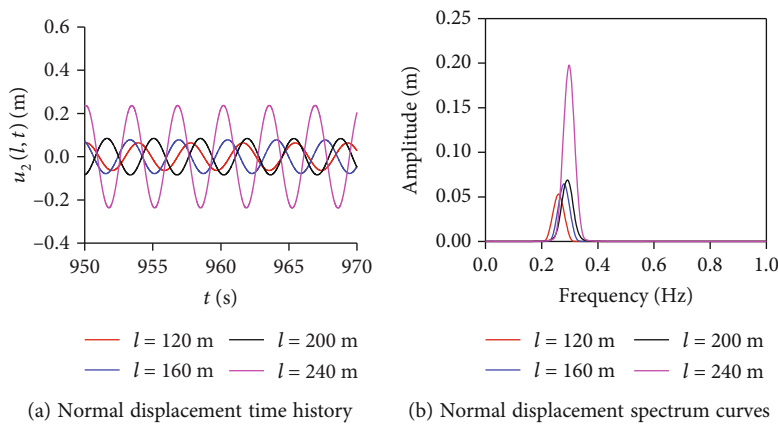 0.6
0.4
0.2
0.0
−0.2
−0.4
u₂ (l, t) (m)
950
955
960
965
970
t (s)
l = 120 m
l = 200 m
l = 160 m
l = 240 m
(a) Normal displacement time history
0.25
0.20
0.15
0.10
0.05
0.00
Amplitude (m)
0.0
0.2
0.4
0.6
0.8
1.0
Frequency (Hz)
l = 120 m
l = 200 m
l = 160 m
l = 240 m
(b) Normal displacement spectrum curves